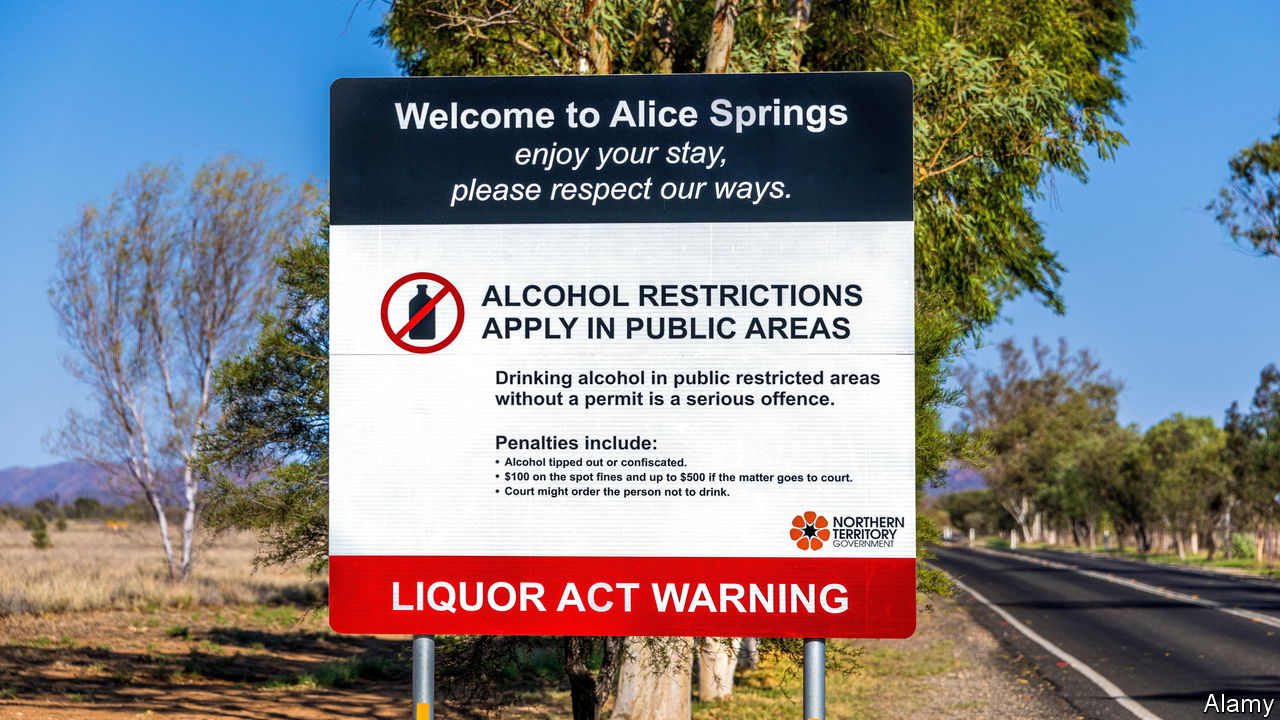 Welcome to Alice Springs
enjoy your stay,
please respect our ways.
ALCOHOL RESTRICTIONS
APPLY IN PUBLIC AREAS
Drinking alcohol in public restricted areas
without a permit is a serious offence.
Penalties include:
• Alcohol tipped out or confiscated.
• $100 on the spot fines and up to $500 if the matter goes to court.
• Court might order the person not to drink.
NORTHERN
TERRITORY
GOVERNMENT
LIQUOR ACT WARNING
Alamy